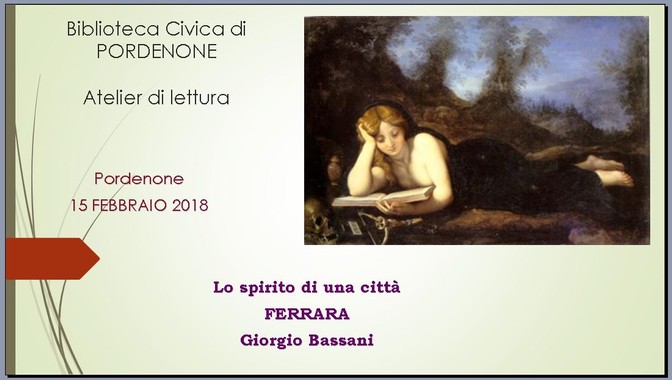 Biblioteca Civica di
PORDENONE
Atelier di lettura
Pordenone
15 FEBBRAIO 2018
Lo spirito di una città
FERRARA
Giorgio Bassani